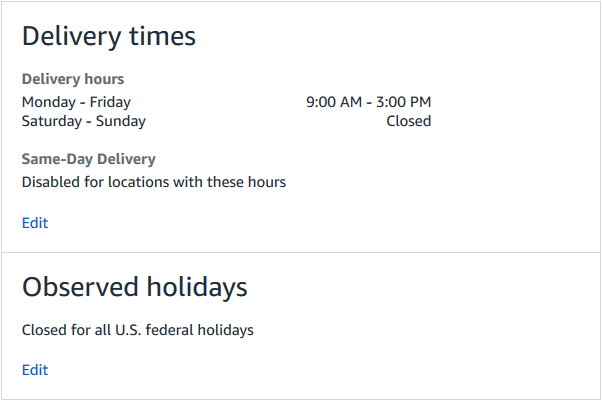 Delivery times
Delivery hours
Monday - Friday 9:00 AM - 3:00 PM
Saturday - Sunday Closed
Same-Day Delivery
Disabled for locations with these hours
Edit
Observed holidays
Closed for all U.S. federal holidays
Edit